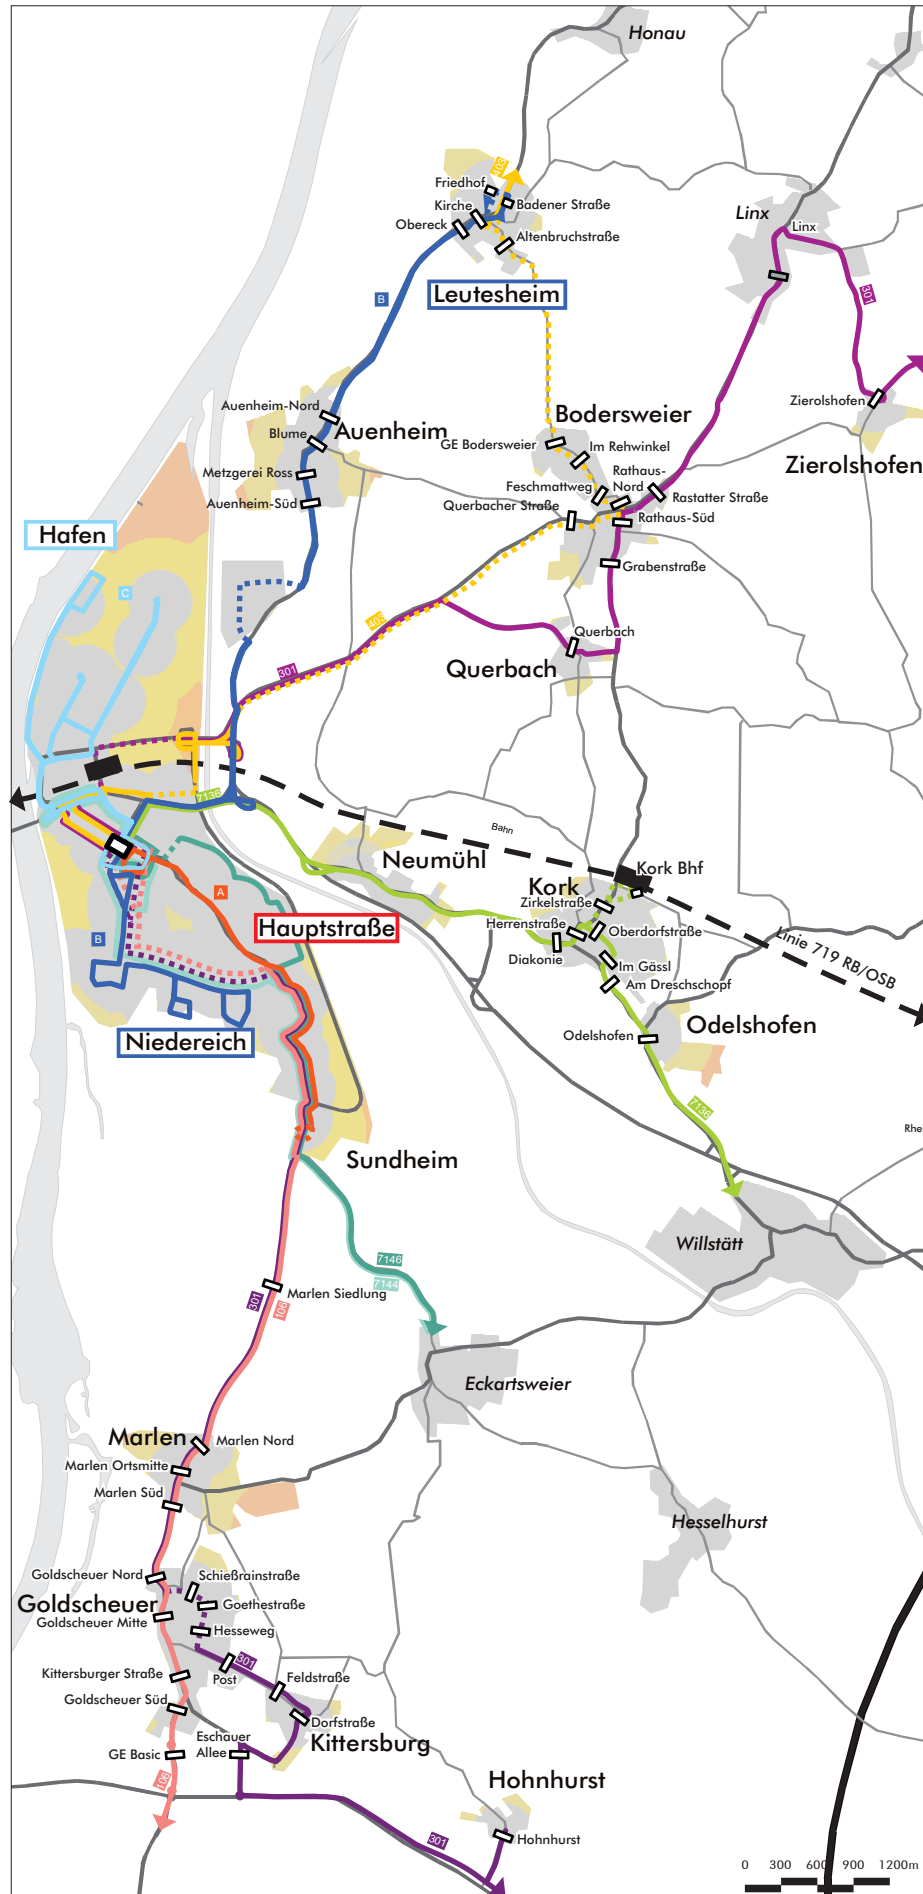 Honau
403
Friedhof
Kirche
Badener Straße
Obereck
Altenbruchstraße
Linx
Linx
B
Leutesheim
301
Auenheim-Nord
Blume
Auenheim
Metzgerei Ross
Auenheim-Süd
Bodersweier
GE Bodersweier
Im Rehwinkel
Feschmattweg
Rathaus-
Nord
Querbacher Straße
Rastatter Straße
Rathaus-Süd
Grabenstraße
Zierolshofen
Zierolshofen
Hafen
C
403
301
Querbach
Querbach
7136
Bahn
Neumühl
Kork
Kork Bhf
Zirkelstraße
Herrenstraße
Oberdorfstraße
Diakonie
Im Gässl
Am Dreschschopf
Linie 719 RB/OSB
A
Hauptstraße
B
Niedereich
Odelshofen
Odelshofen
7136
Rhe
Sundheim
Willstätt
7146
7144
Marlen Siedlung
301
106
Eckartsweier
Marlen
Marlen Nord
Marlen Ortsmitte
Marlen Süd
Hesselhurst
Goldscheuer Nord
Schießrainstraße
Goldscheuer
Goethestraße
Goldscheuer Mitte
Hesseweg
301
Kittersburger Straße
Post
Feldstraße
Goldscheuer Süd
Dorfstraße
Eschauer
Allee
Kittersburg
GE Basic
106
Hohnhurst
Hohnhurst
301
0 300 600 900 1200m